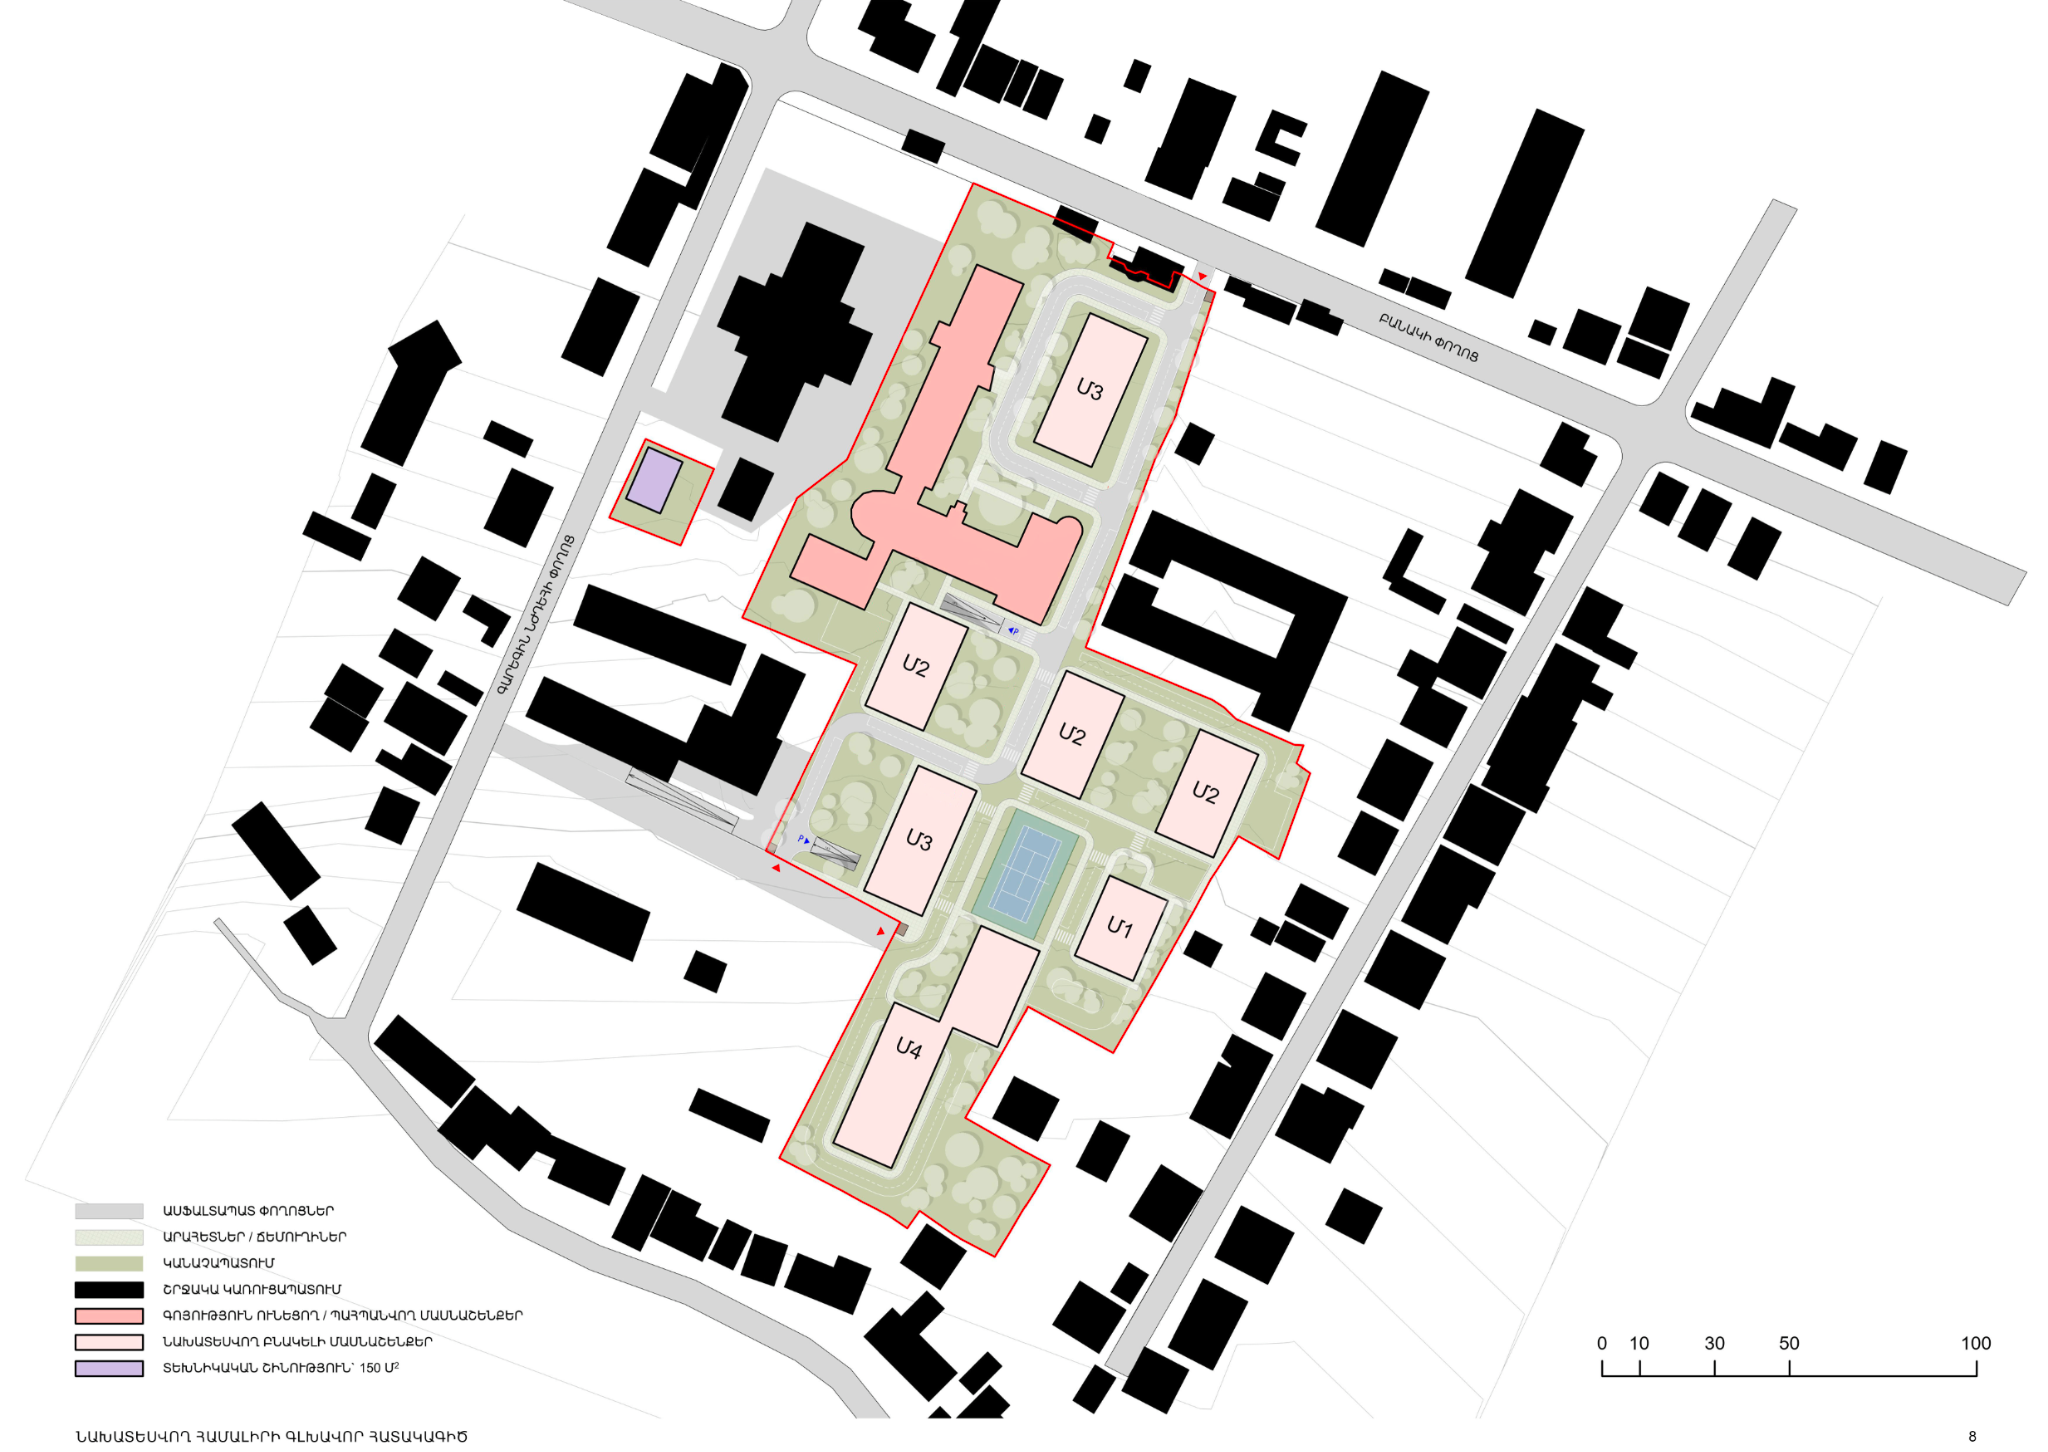 ԲԱՆԱԿԻ ՓՈՂՈՑ
Մ3
ԳԱՐԵԳԻՆ ՆԺԴԵՀԻ ՓՈՂՈՑ
P
Մ2
Մ2
Մ2
P
Մ3
Մ1
Մ4
ԱՍՖԱԼՏԱՊԱՏ ՓՈՂՈՑՆԵՐ
ԱՐԱՀԵՏՆԵՐ / ՃԵՄՈՒՂԻՆԵՐ
ԿԱՆԱՉԱՊԱՏՈՒՄ
ՇՐՋԱԿԱ ԿԱՌՈՒՑԱՊԱՏՈՒՄ
ԳՈՅՈՒԹՅՈՒՆ ՈՒՆԵՑՈՂ / ՊԱՀՊԱՆՎՈՂ ՄԱՍՆԱՇԵՆՔԵՐ
ՆԱԽԱՏԵՍՎՈՂ ԲՆԱԿԵԼԻ ՄԱՍՆԱՇԵՆՔԵՐ
ՏԵԽՆԻԿԱԿԱՆ ՇԻՆՈՒԹՅՈՒՆ՝ 150 Մ²
0 10 30 50 100
ՆԱԽԱՏԵՍՎՈՂ ՀԱՄԱԼԻՐԻ ԳԼԽԱՎՈՐ ՀԱՏԱԿԱԳԻԾ
8